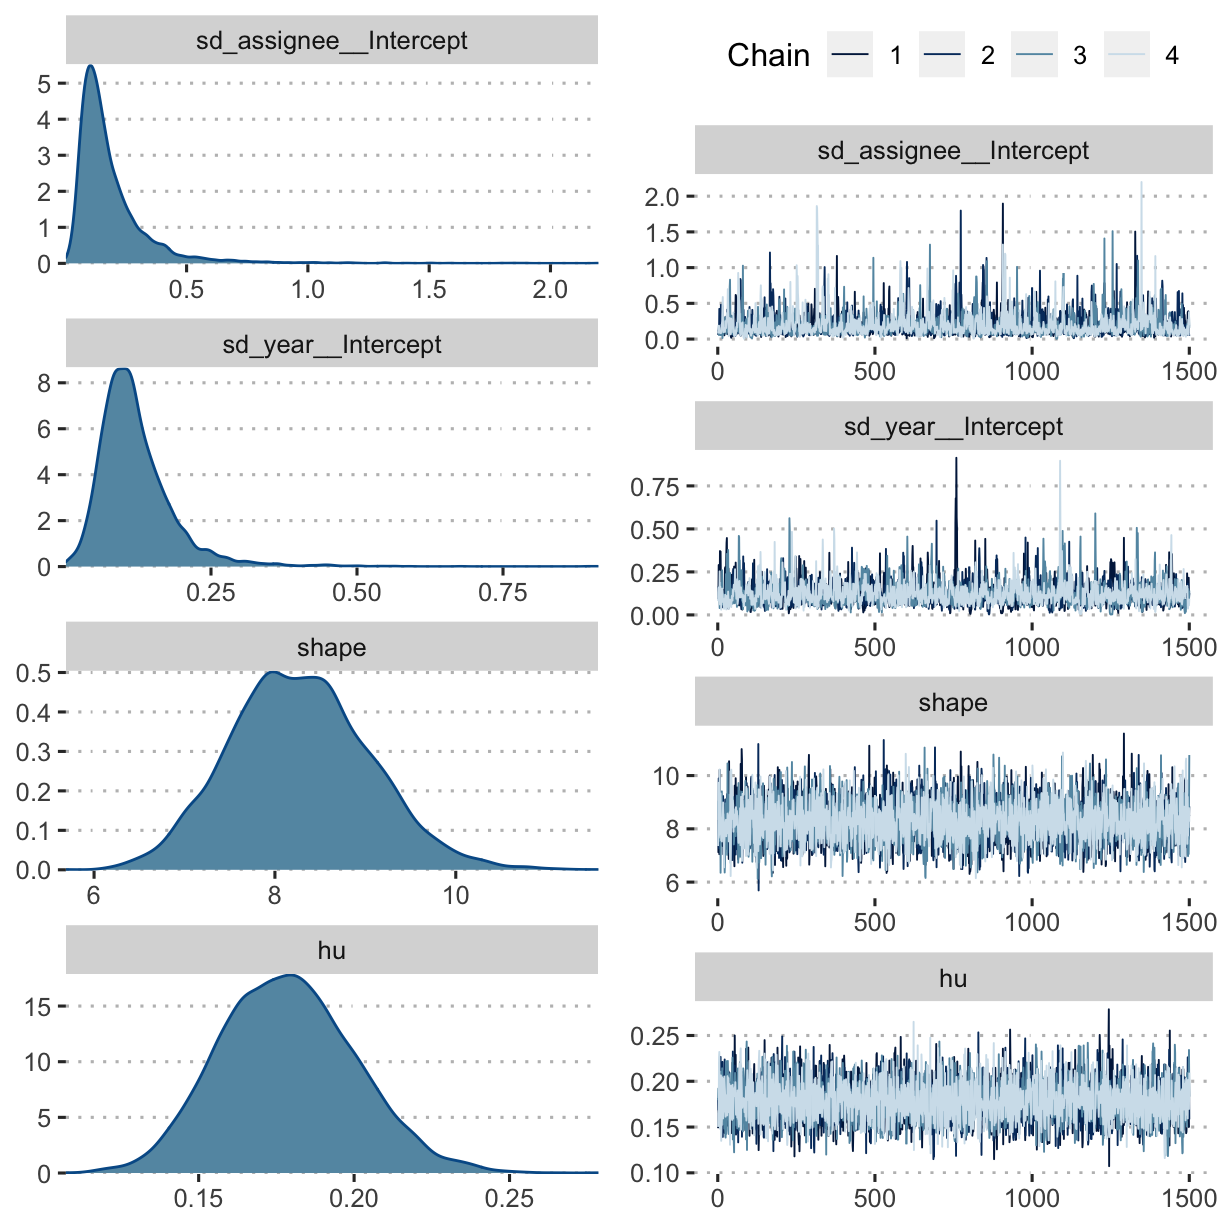 sd_assignee__Intercept
5
4
3
2
1
0
0.5 1.0 1.5 2.0
sd_year__Intercept
8
6
4
2
0
0.25 0.50 0.75
shape
0.5
0.4
0.3
0.2
0.1
0.0
6 8 10
hu
15
10
5
0
0.15 0.20 0.25
Chain 1 2 3 4
sd_assignee__Intercept
2.0
1.5
1.0
0.5
0.0
0 500 1000 1500
sd_year__Intercept
0.75
0.50
0.25
0.00
0 500 1000 1500
shape
10
8
6
0 500 1000 1500
hu
0.25
0.20
0.15
0.10
0 500 1000 1500